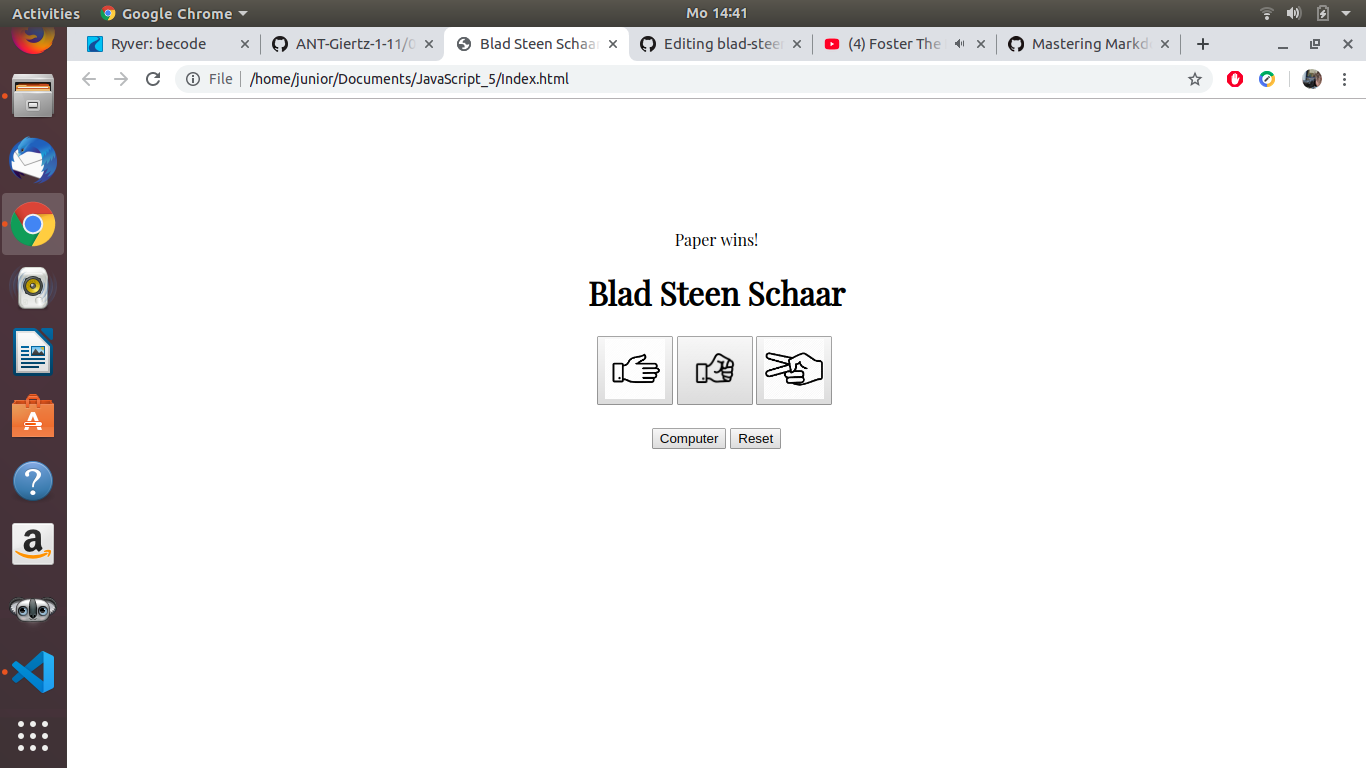 Activities Google Chrome Mo 14:41
Ryver: becode ANT-Giertz-1-11/ Blad Steen Schaa Editing blad-stee (4) Foster The Mastering Markd
File /home/junior/Documents/JavaScript_5/Index.html
Paper wins!
Blad Steen Schaar
Computer Reset